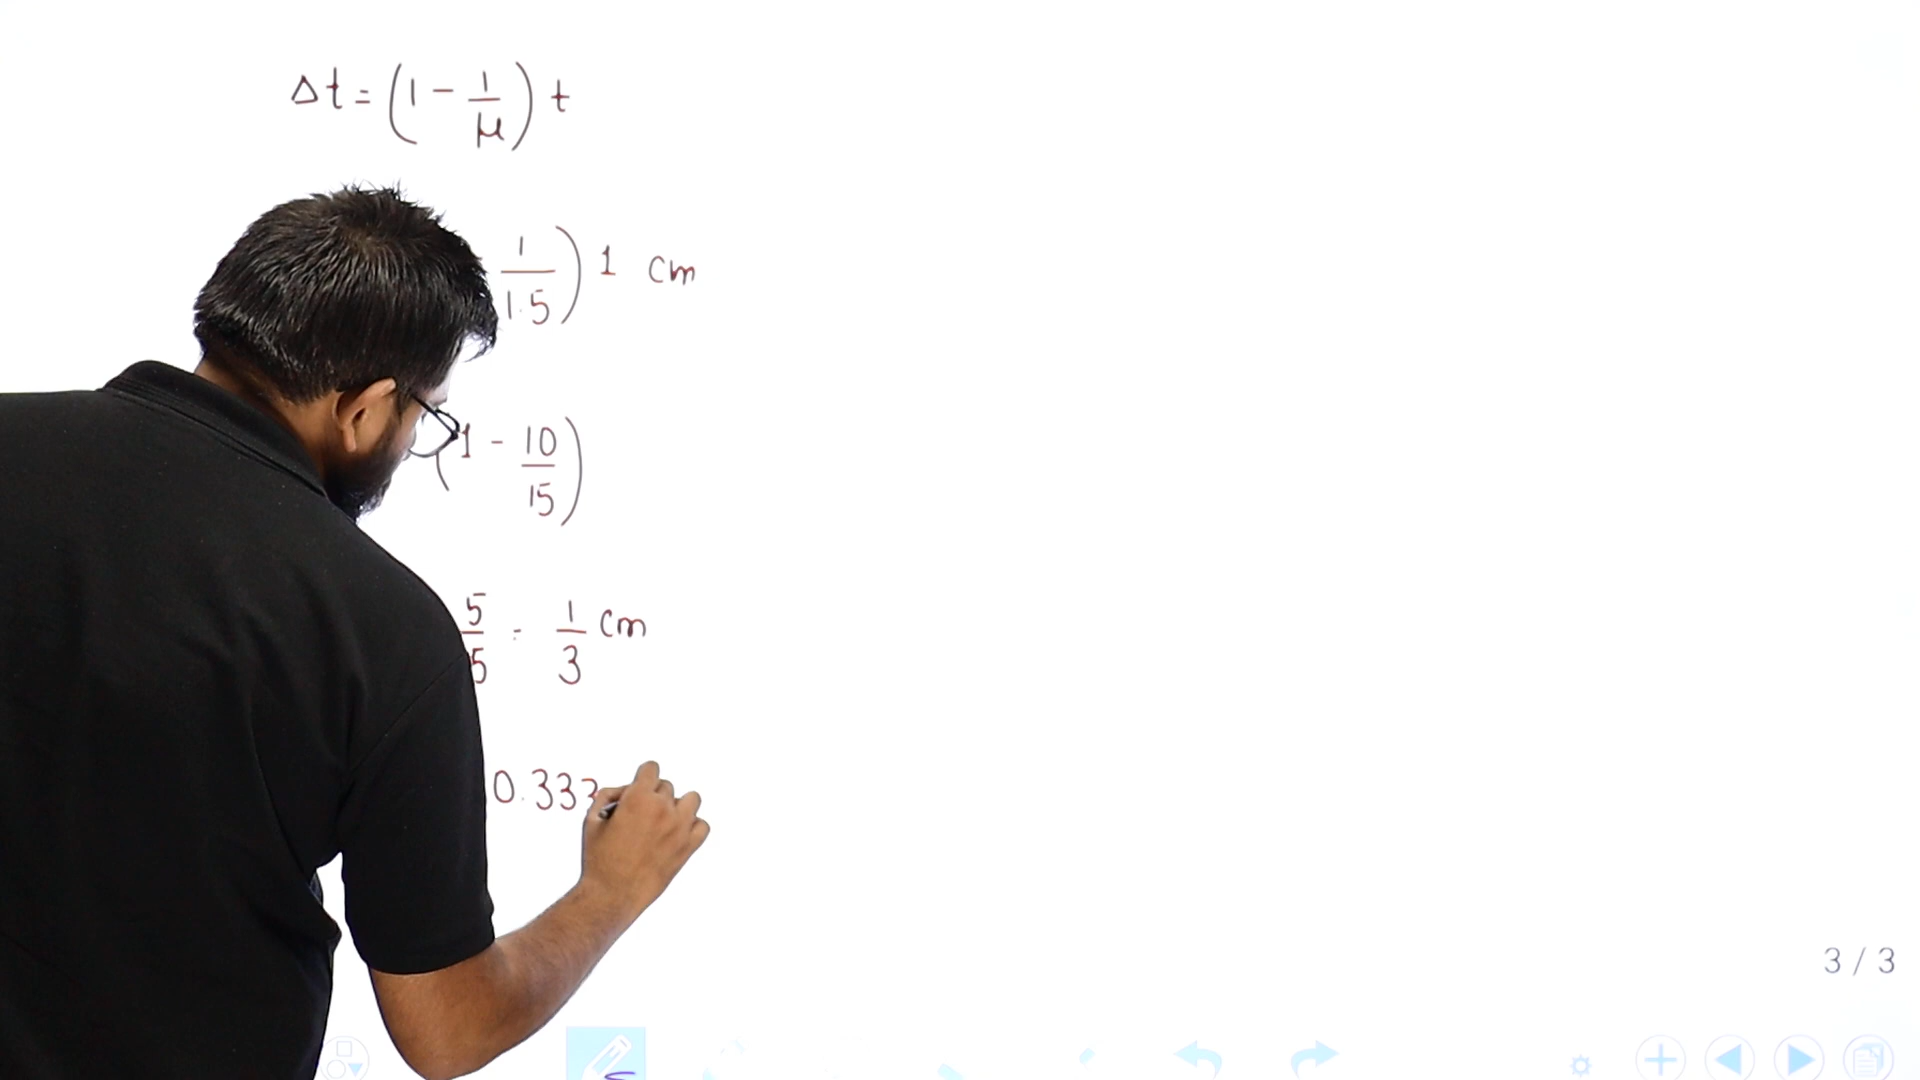 Δt = (1 - 1/μ) t
1/1.5) 1 cm
(1 - 10/15)
5/5 = 1/3 cm
0.333
3 / 3